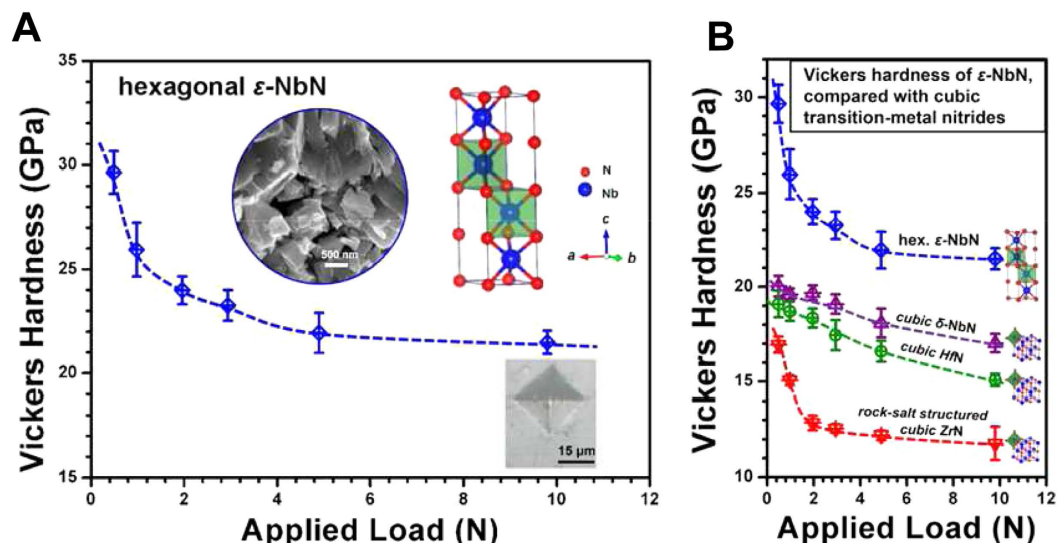 A
hexagonal ε-NbN
Vickers Hardness (GPa)
35
30
25
20
15
0
2
4
6
8
10
12
Applied Load (N)
500 nm
N
Nb
c
a
b
15 μm
B
Vickers hardness of ε-NbN,
compared with cubic
transition-metal nitrides
Vickers Hardness (GPa)
30
25
20
15
10
hex. ε-NbN
cubic δ-NbN
cubic HfN
rock-salt structured
cubic ZrN
0
2
4
6
8
10
12
Applied Load (N)